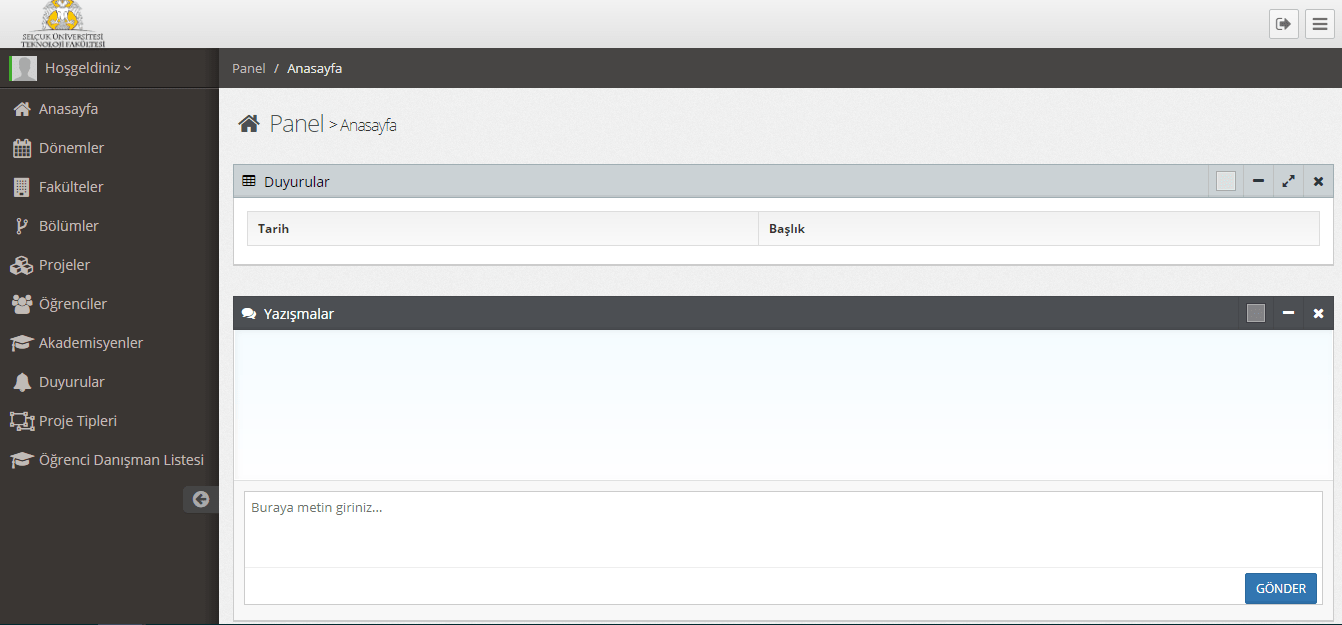 SELÇUK ÜNİVERSİTESİ
TEKNOLOJİ FAKÜLTESİ
Hoşgeldiniz
Panel / Anasayfa
Anasayfa
Dönemler
Fakülteler
Bölümler
Projeler
Öğrenciler
Akademisyenler
Duyurular
Proje Tipleri
Öğrenci Danışman Listesi
Panel > Anasayfa
Duyurular
Tarih Başlık
Yazışmalar
Buraya metin giriniz...
GÖNDER